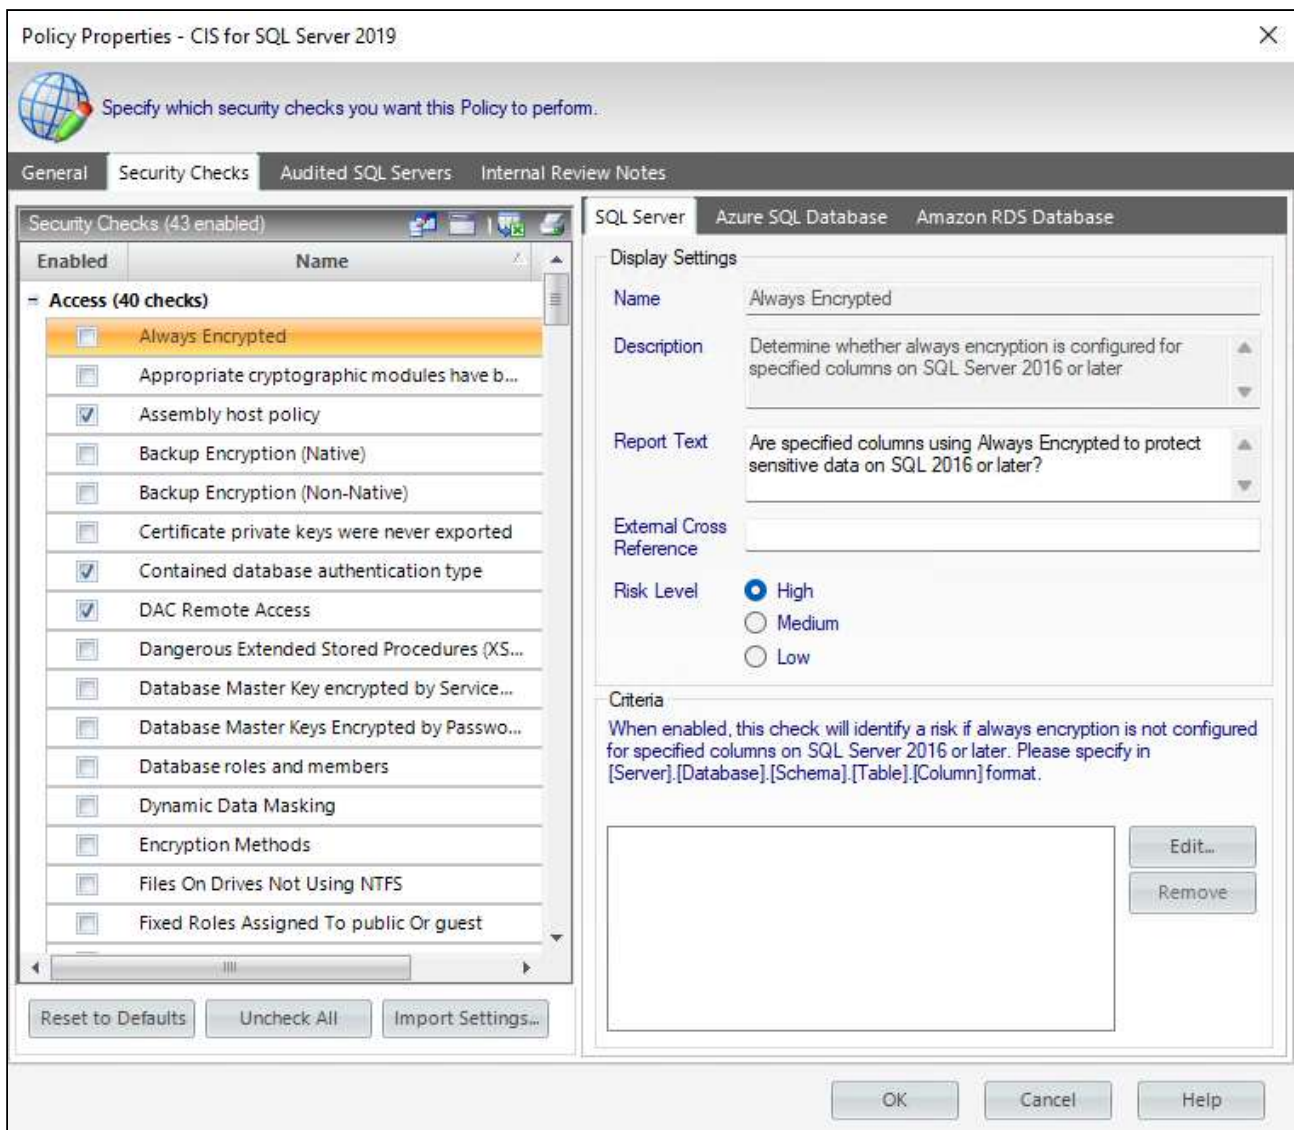 Policy Properties - CIS for SQL Server 2019
Specify which security checks you want this Policy to perform.
General
Security Checks
Audited SQL Servers
Internal Review Notes
Security Checks (43 enabled)
Enabled
Name
Access (40 checks)
Always Encrypted
Appropriate cryptographic modules have b...
Assembly host policy
Backup Encryption (Native)
Backup Encryption (Non-Native)
Certificate private keys were never exported
Contained database authentication type
DAC Remote Access
Dangerous Extended Stored Procedures (XS...
Database Master Key encrypted by Service...
Database Master Keys Encrypted by Passwo...
Database roles and members
Dynamic Data Masking
Encryption Methods
Files On Drives Not Using NTFS
Fixed Roles Assigned To public Or guest
Reset to Defaults
Uncheck All
Import Settings...
SQL Server
Azure SQL Database
Amazon RDS Database
Display Settings
Name
Always Encrypted
Description
Determine whether always encryption is configured for
specified columns on SQL Server 2016 or later
Report Text
Are specified columns using Always Encrypted to protect
sensitive data on SQL 2016 or later?
External Cross
Reference
Risk Level
High
Medium
Low
Criteria
When enabled, this check will identify a risk if always encryption is not configured
for specified columns on SQL Server 2016 or later. Please specify in
[Server].[Database].[Schema].[Table].[Column] format.
Edit...
Remove
OK
Cancel
Help